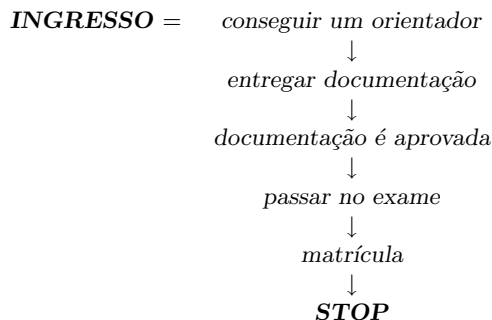 INGRESSO = conseguir um orientador
↓
entregar documentação
↓
documentação é aprovada
↓
passar no exame
↓
matrícula
↓
STOP